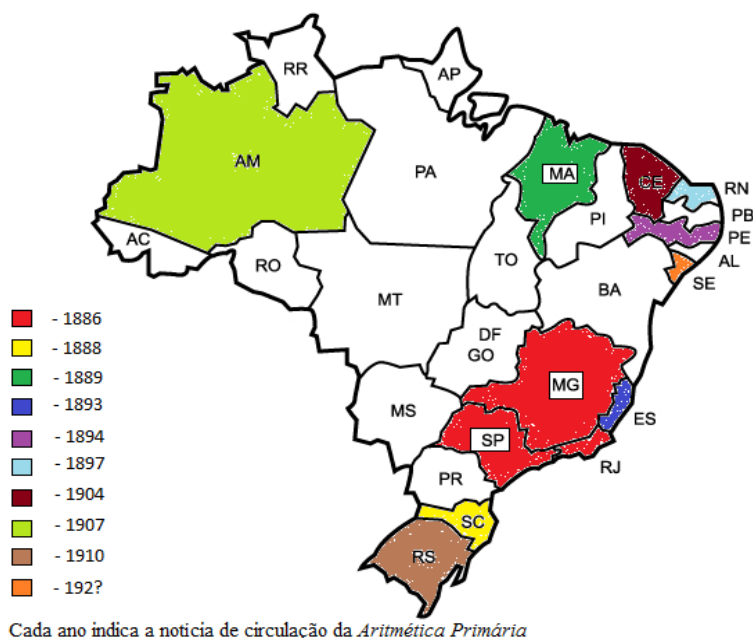 RR
AP
AM
PA
MA
CE
RN
PB
PI
PE
AC
AL
RO
TO
SE
BA
MT
DF
GO
MG
MS
ES
SP
RJ
PR
SC
RS
- 1886
- 1888
- 1889
- 1893
- 1894
- 1897
- 1904
- 1907
- 1910
- 192?
Cada ano indica a noticia de circulação da Aritmética Primária